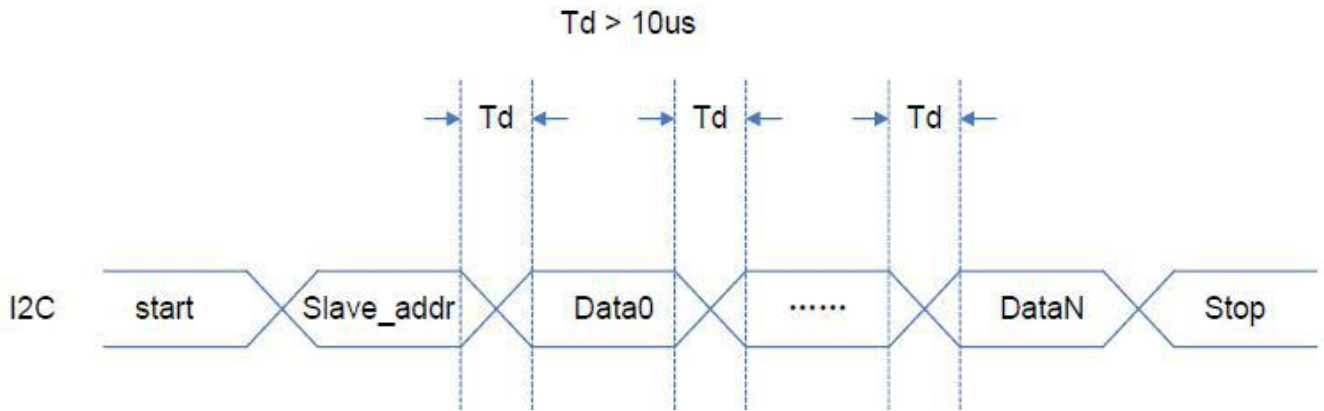 Td > 10us
Td Td Td
I2C start Slave_addr Data0 ...... DataN Stop